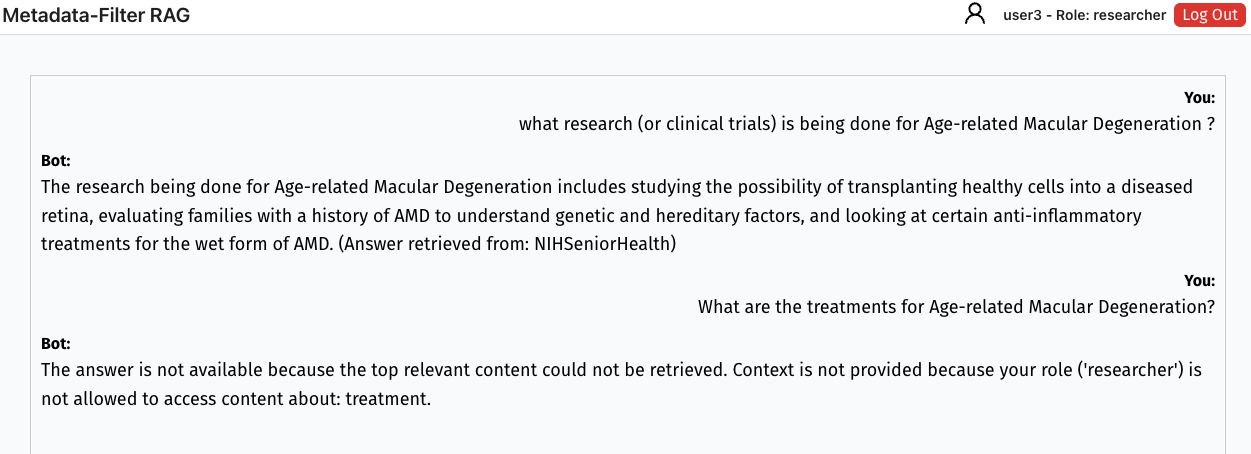 Metadata-Filter RAG
user3 - Role: researcher
Log Out
You:
what research (or clinical trials) is being done for Age-related Macular Degeneration ?
Bot:
The research being done for Age-related Macular Degeneration includes studying the possibility of transplanting healthy cells into a diseased
retina, evaluating families with a history of AMD to understand genetic and hereditary factors, and looking at certain anti-inflammatory
treatments for the wet form of AMD. (Answer retrieved from: NIHSeniorHealth)
You:
What are the treatments for Age-related Macular Degeneration?
Bot:
The answer is not available because the top relevant content could not be retrieved. Context is not provided because your role ('researcher') is
not allowed to access content about: treatment.